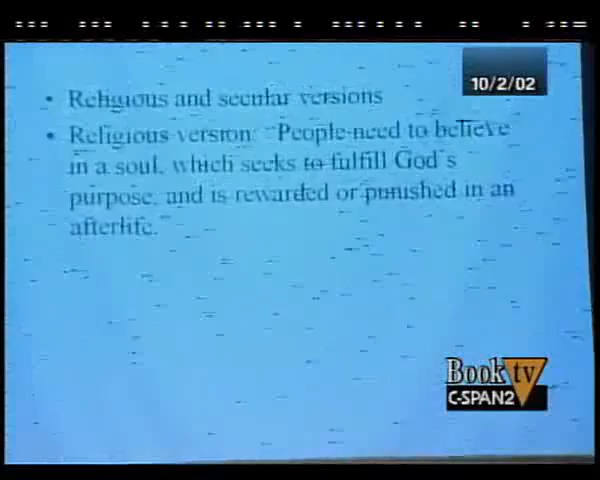 10/2/02
• Religious and secular versions
• Religious version: "People need to believe
in a soul, which seeks to fulfill God's
purpose, and is rewarded or punished in an
afterlife."
Book tv
C-SPAN2